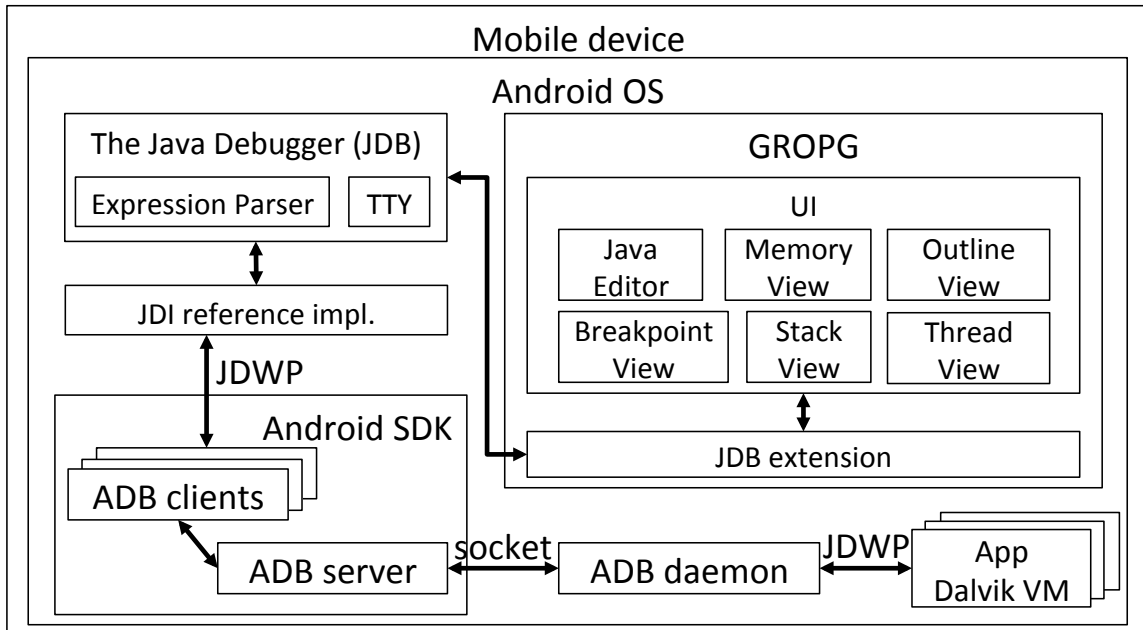 Mobile device
Android OS
The Java Debugger (JDB)
Expression Parser
TTY
JDI reference impl.
JDWP
Android SDK
ADB clients
ADB server
socket
ADB daemon
JDWP
App
Dalvik VM
GROPG
UI
Java
Editor
Memory
View
Outline
View
Breakpoint
View
Stack
View
Thread
View
JDB extension